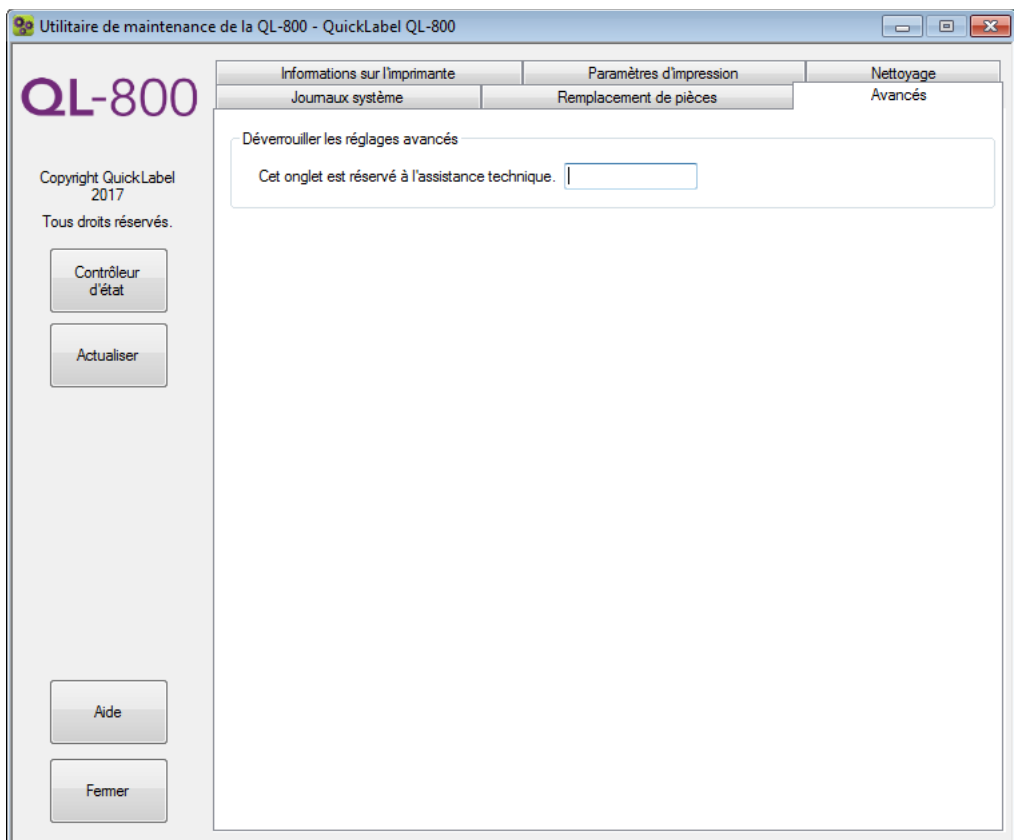 Utilitaire de maintenance de la QL-800 - QuickLabel QL-800
QL-800
Copyright QuickLabel
2017
Tous droits réservés.
Contrôleur
d'état
Actualiser
Aide
Fermer
Informations sur l'imprimante
Paramètres d'impression
Nettoyage
Journaux système
Remplacement de pièces
Avancés
Déverrouiller les réglages avancés
Cet onglet est réservé à l'assistance technique.